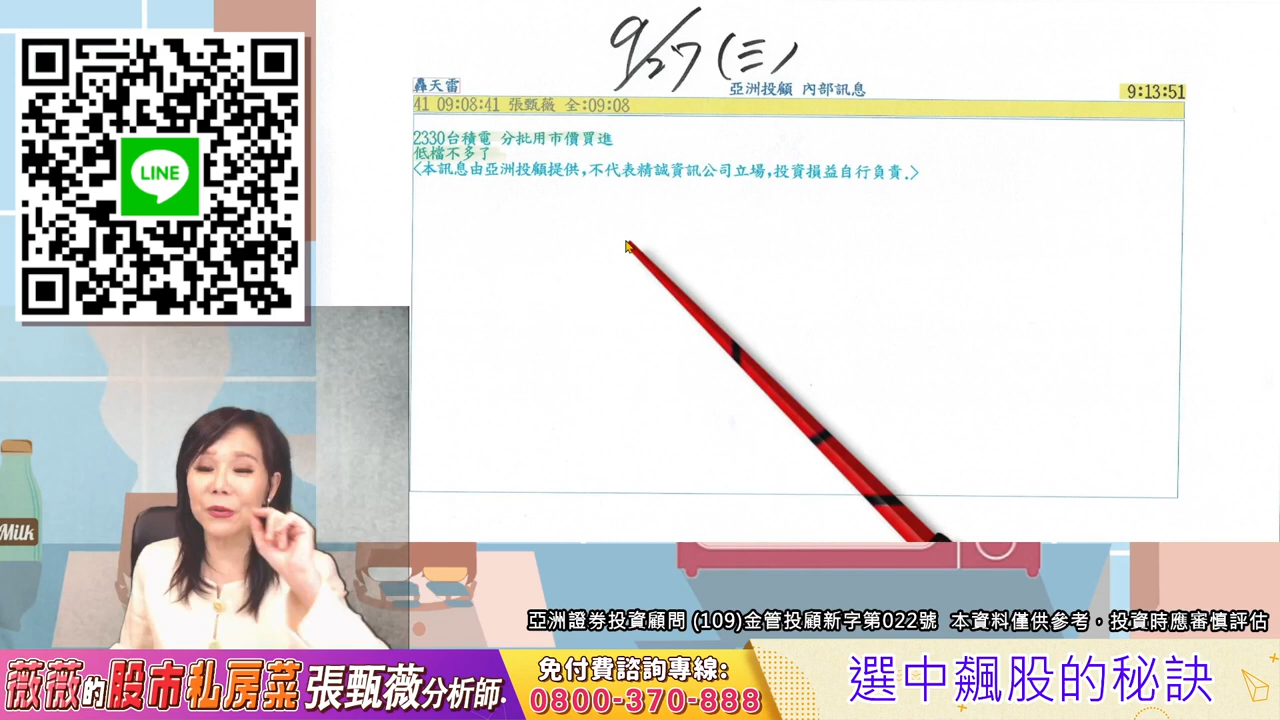 9/27(三)
轟天雷
亞洲投顧 內部訊息
9:13:51
41 09:08:41 張甄薇 全:09:08
2330台積電 分批用市價買進
低檔不多了
<本訊息由亞洲投顧提供,不代表精誠資訊公司立場,投資損益自行負責.>
LINE
Milk
亞洲證券投資顧問 (109)金管投顧新字第022號 本資料僅供參考，投資時應審慎評估
薇薇的股市私房菜 張甄薇分析師.
免付費諮詢專線:
0800-370-888
選中飆股的秘訣